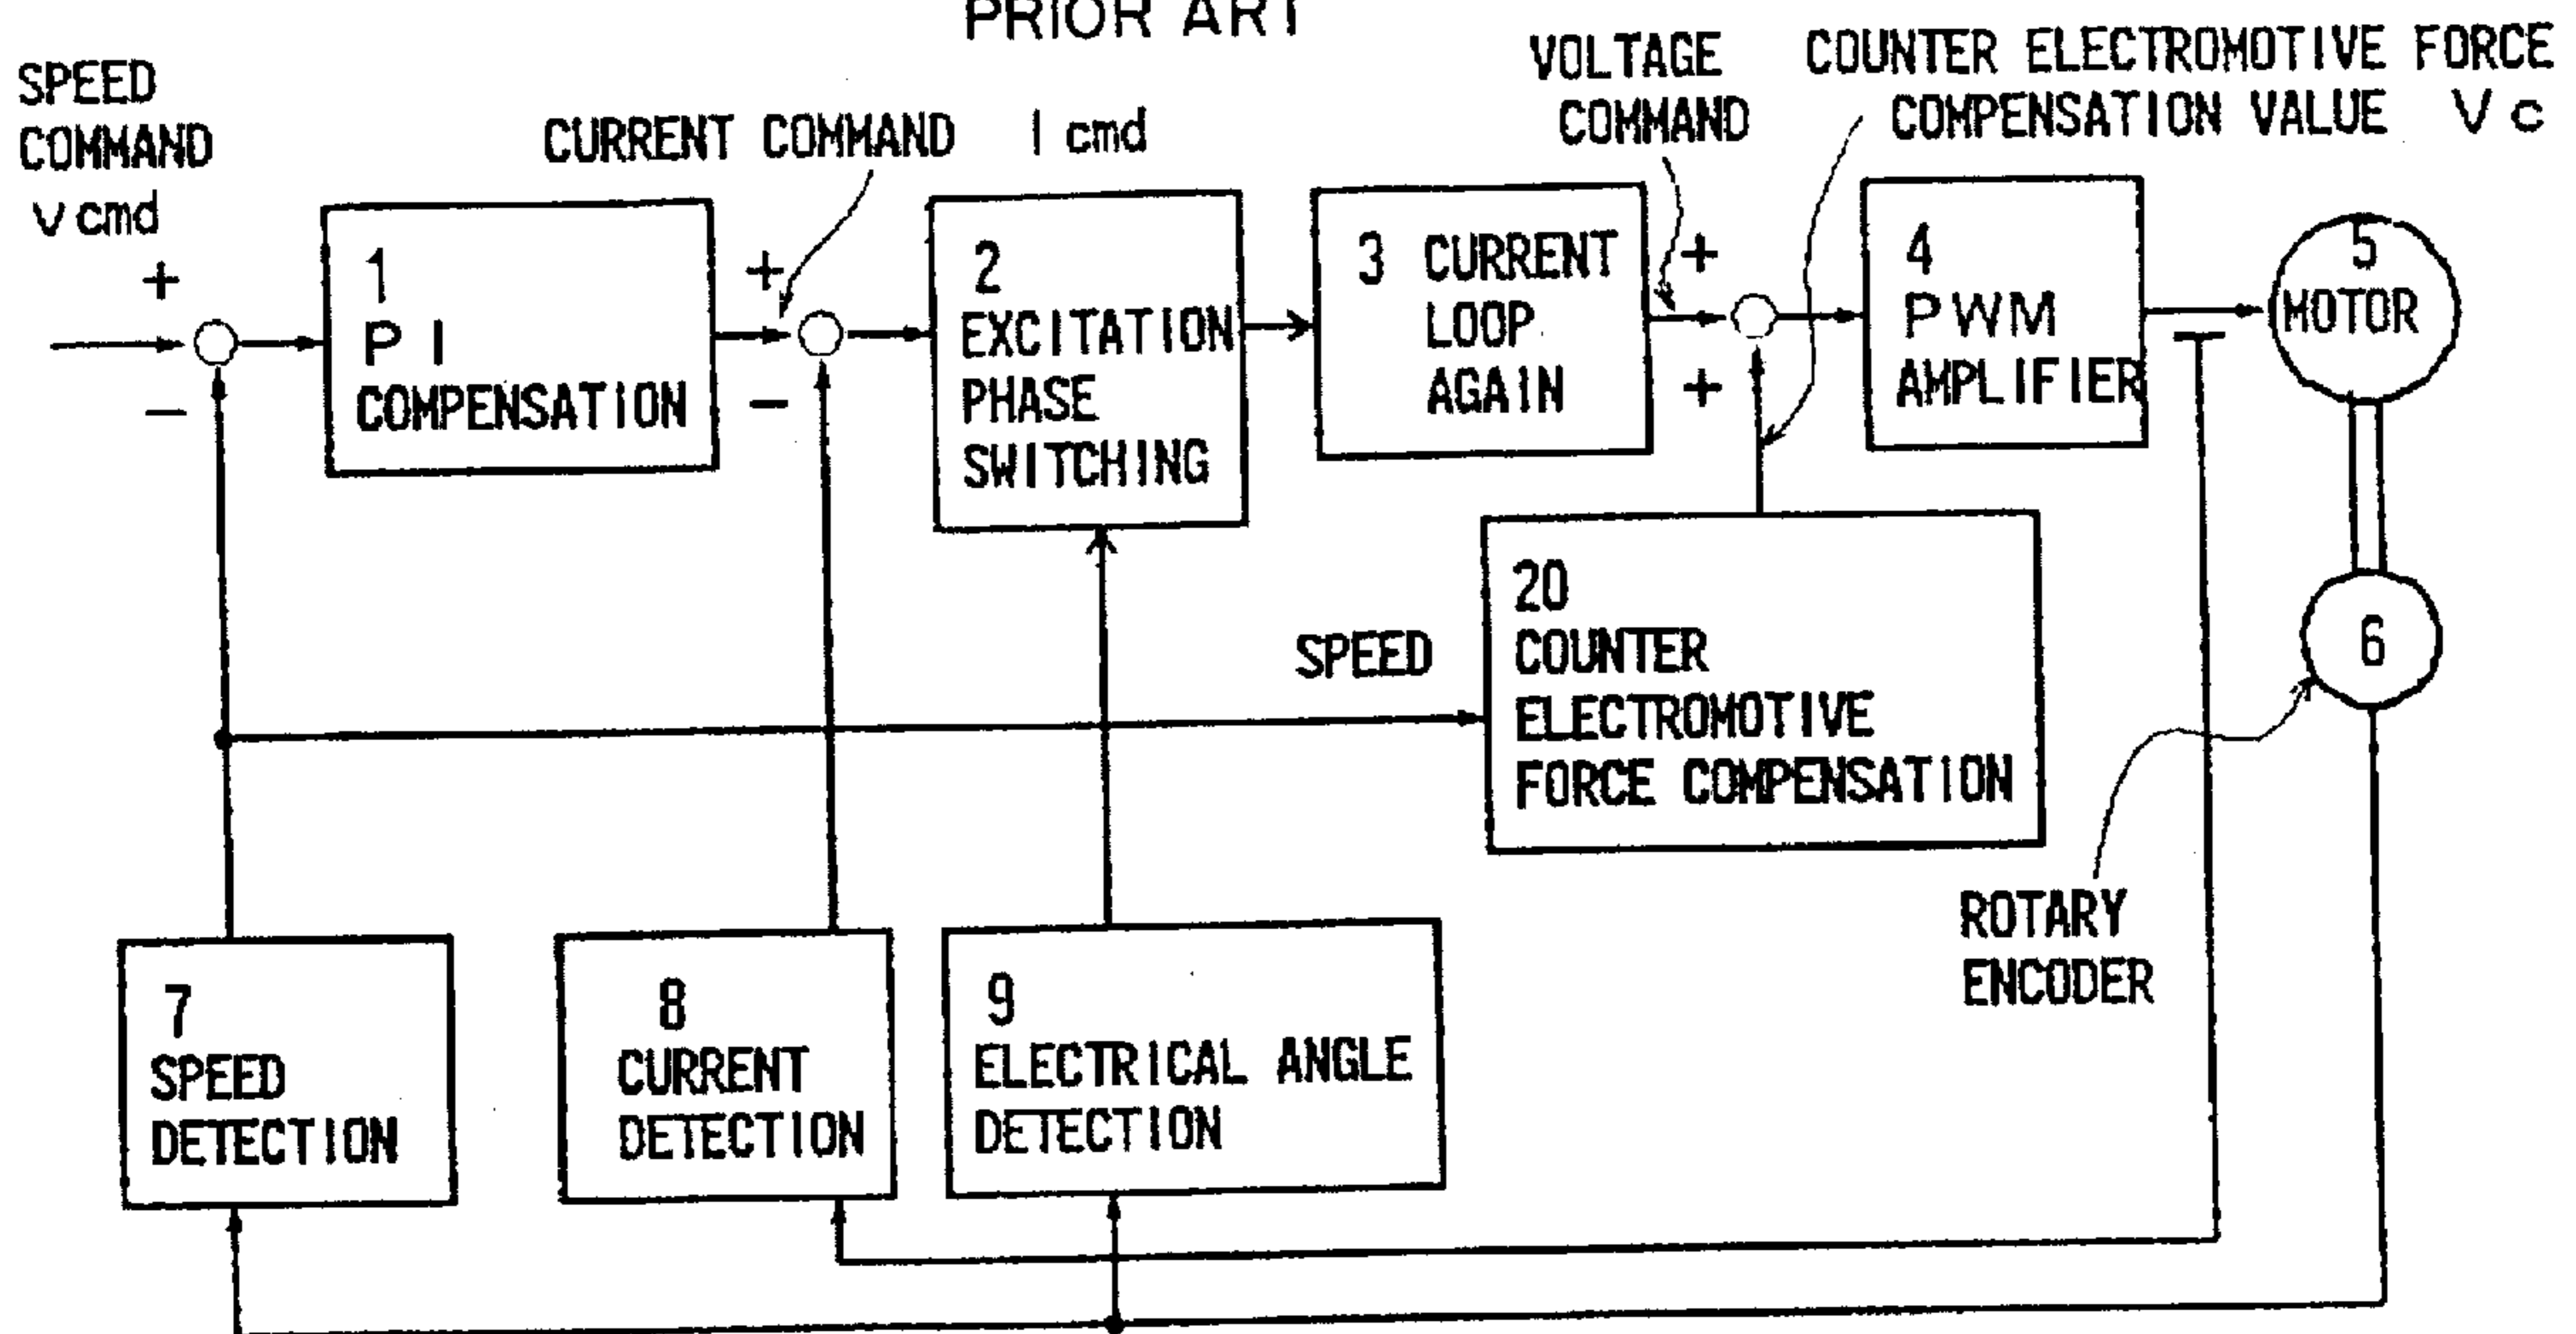 PRIOR ART
SPEED
COMMAND
v cmd
CURRENT COMMAND I cmd
VOLTAGE
COMMAND
COUNTER ELECTROMOTIVE FORCE
COMPENSATION VALUE Vc
+
−
1
PI
COMPENSATION
+
−
2
EXCITATION
PHASE
SWITCHING
3 CURRENT
LOOP
AGAIN
+
+
4
PWM
AMPLIFIER
5
MOTOR
6
SPEED
20
COUNTER
ELECTROMOTIVE
FORCE COMPENSATION
ROTARY
ENCODER
7
SPEED
DETECTION
8
CURRENT
DETECTION
9
ELECTRICAL ANGLE
DETECTION